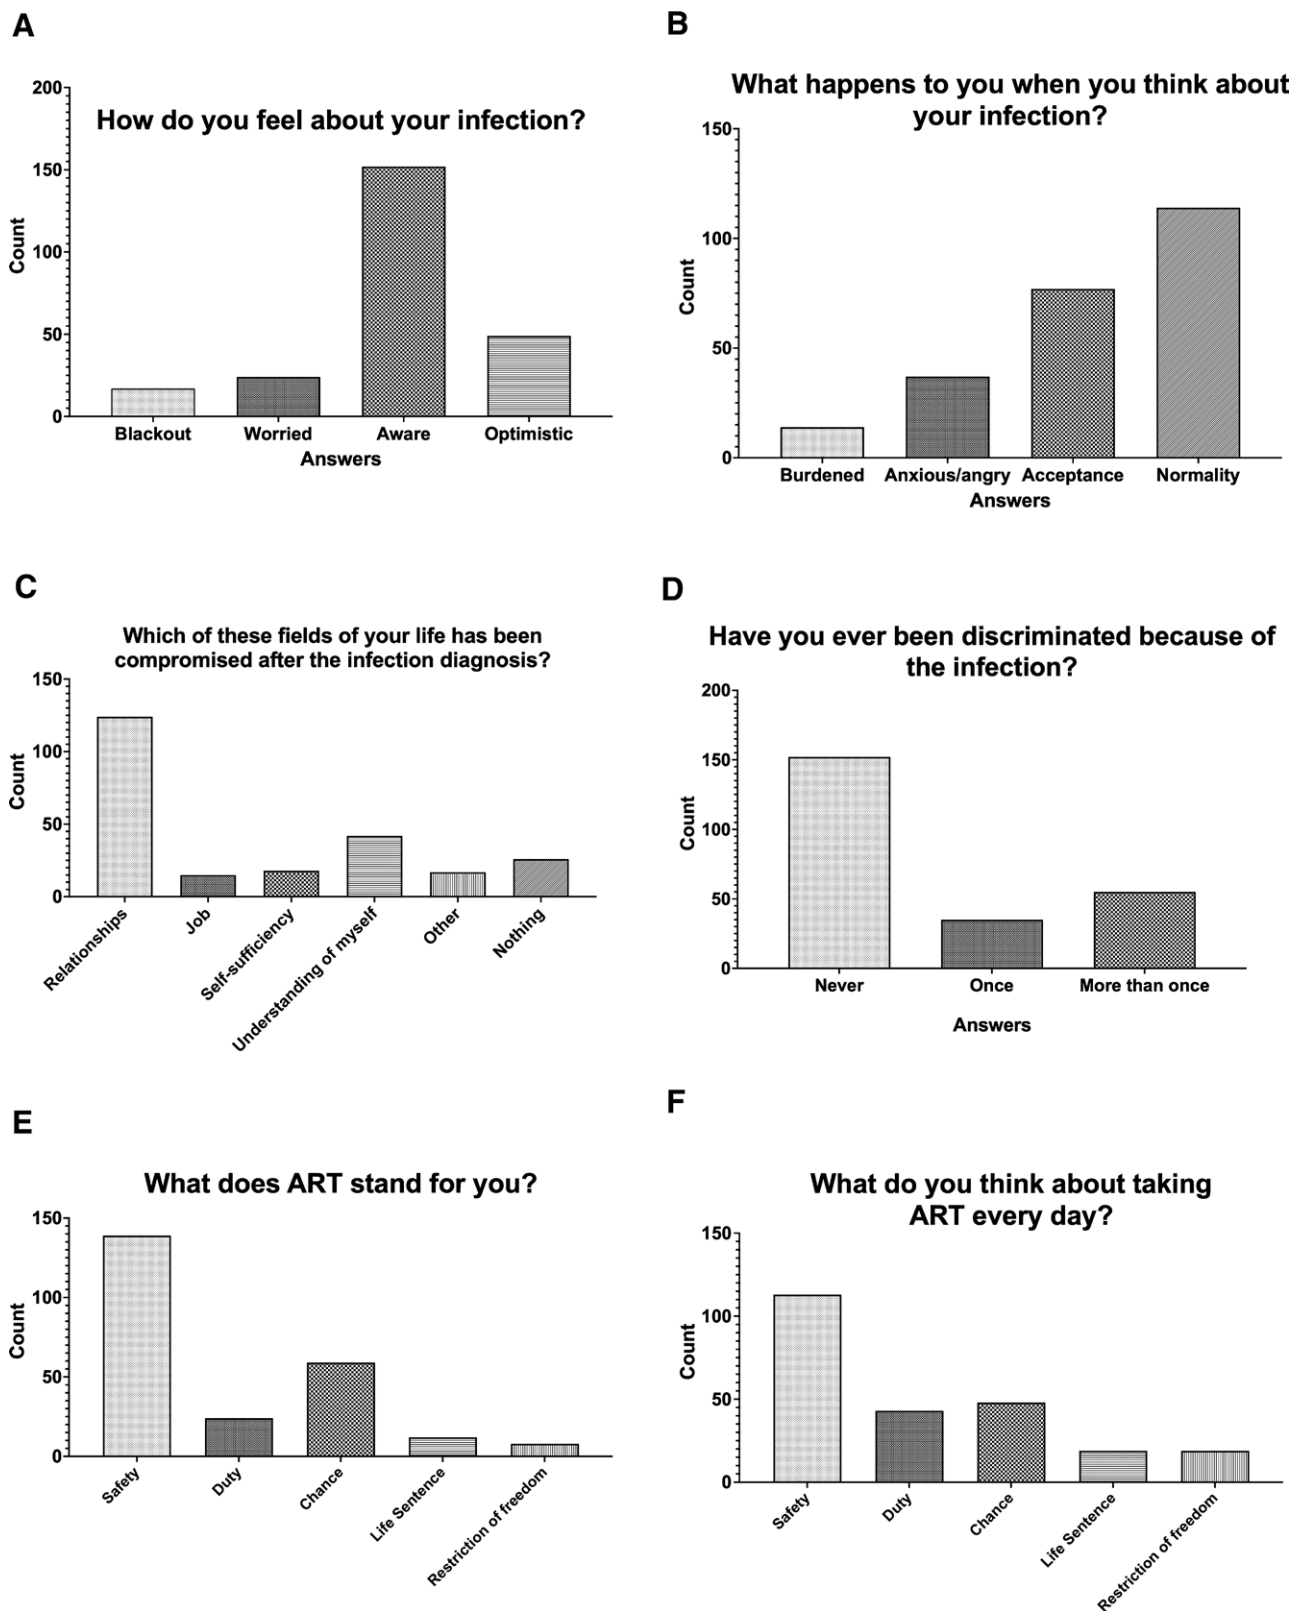 A
How do you feel about your infection?
200
150
100
50
0
Count
Blackout Worried Aware Optimistic
Answers
B
What happens to you when you think about
your infection?
150
100
50
0
Count
Burdened Anxious/angry Acceptance Normality
Answers
C
Which of these fields of your life has been
compromised after the infection diagnosis?
150
100
50
0
Count
Relationships
Job
Self-sufficiency
Understanding of myself
Other
Nothing
D
Have you ever been discriminated because of
the infection?
200
150
100
50
0
Count
Never Once More than once
Answers
E
What does ART stand for you?
150
100
50
0
Count
Safety
Duty
Chance
Life Sentence
Restriction of freedom
F
What do you think about taking
ART every day?
150
100
50
0
Count
Safety
Duty
Chance
Life Sentence
Restriction of freedom